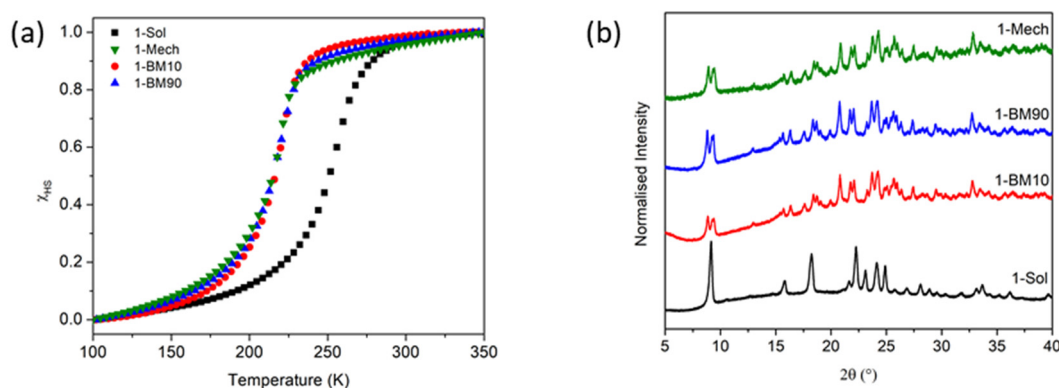 (a)
1-Sol
1-Mech
1-BM10
1-BM90
1.0
0.8
0.6
0.4
0.2
0.0
χHS
100 150 200 250 300 350
Temperature (K)
(b)
1-Mech
1-BM90
1-BM10
1-Sol
Normalised Intensity
5 10 15 20 25 30 35 40
2θ (°)